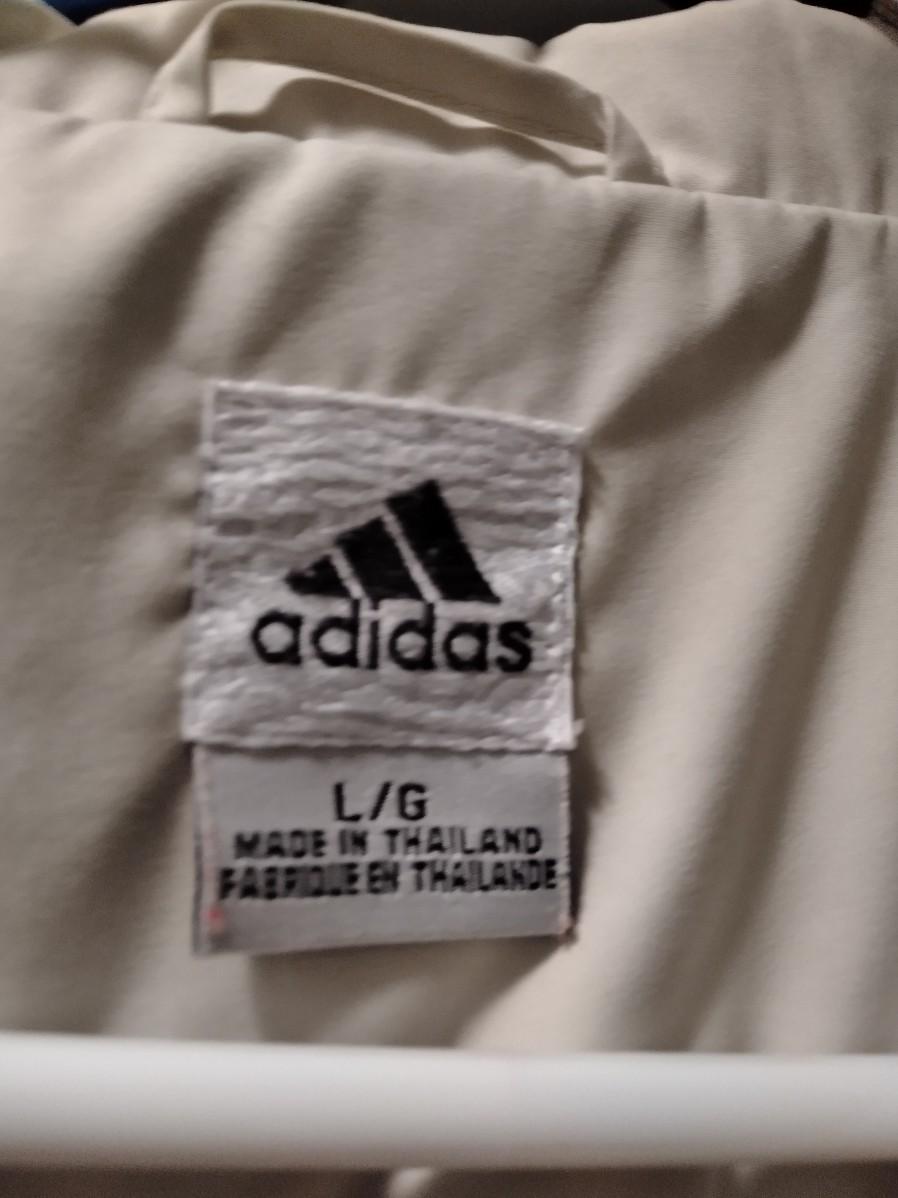 adidas
L/G
MADE IN THAILAND
FABRIQUE EN THAILANDE